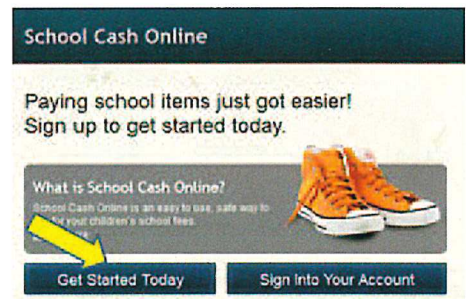 School Cash Online
Paying school items just got easier!
Sign up to get started today.
What is School Cash Online?
School Cash Online is an easy to use, safe way to
for your children's school fees.
Get Started Today
Sign Into Your Account